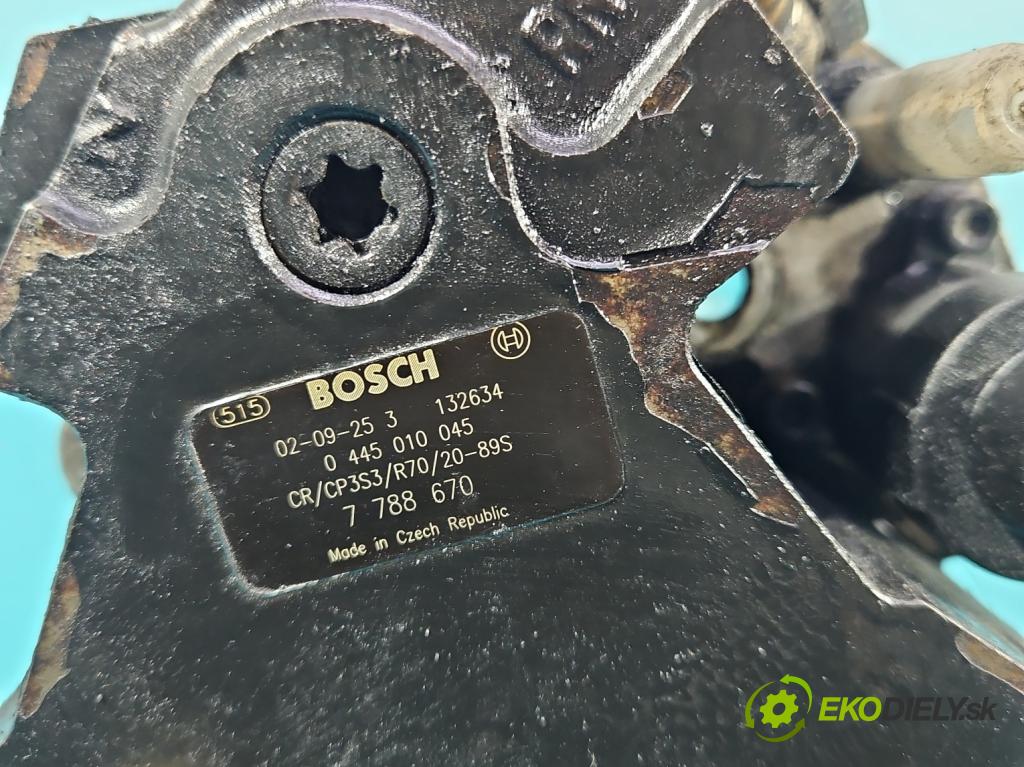 515 BOSCH
02-09-25 3 132634
0 445 010 045
CR/CP3S3/R70/20-89S
7 788 670
Made in Czech Republic
EKODIELY.sk